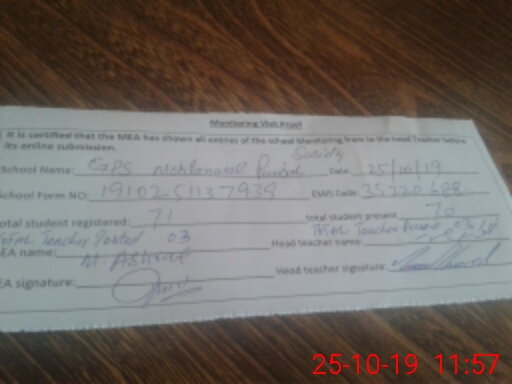 Monitoring Visit Proof
It is certified that the MEA has shown all entries of the school Monitoring form to the head Teacher before
its online submission.
Society
School Name: GPS Date 25/10/19
School Form NO: 19102-51137939 EMIS Code: 35220688
Total student registered: 71 total student present 70
Total Teacher Posted 03 Total Teacher Present 03
Head teacher name
MEA name: M Ashraf
Head teacher signature
MEA signature:
25-10-19 11:57